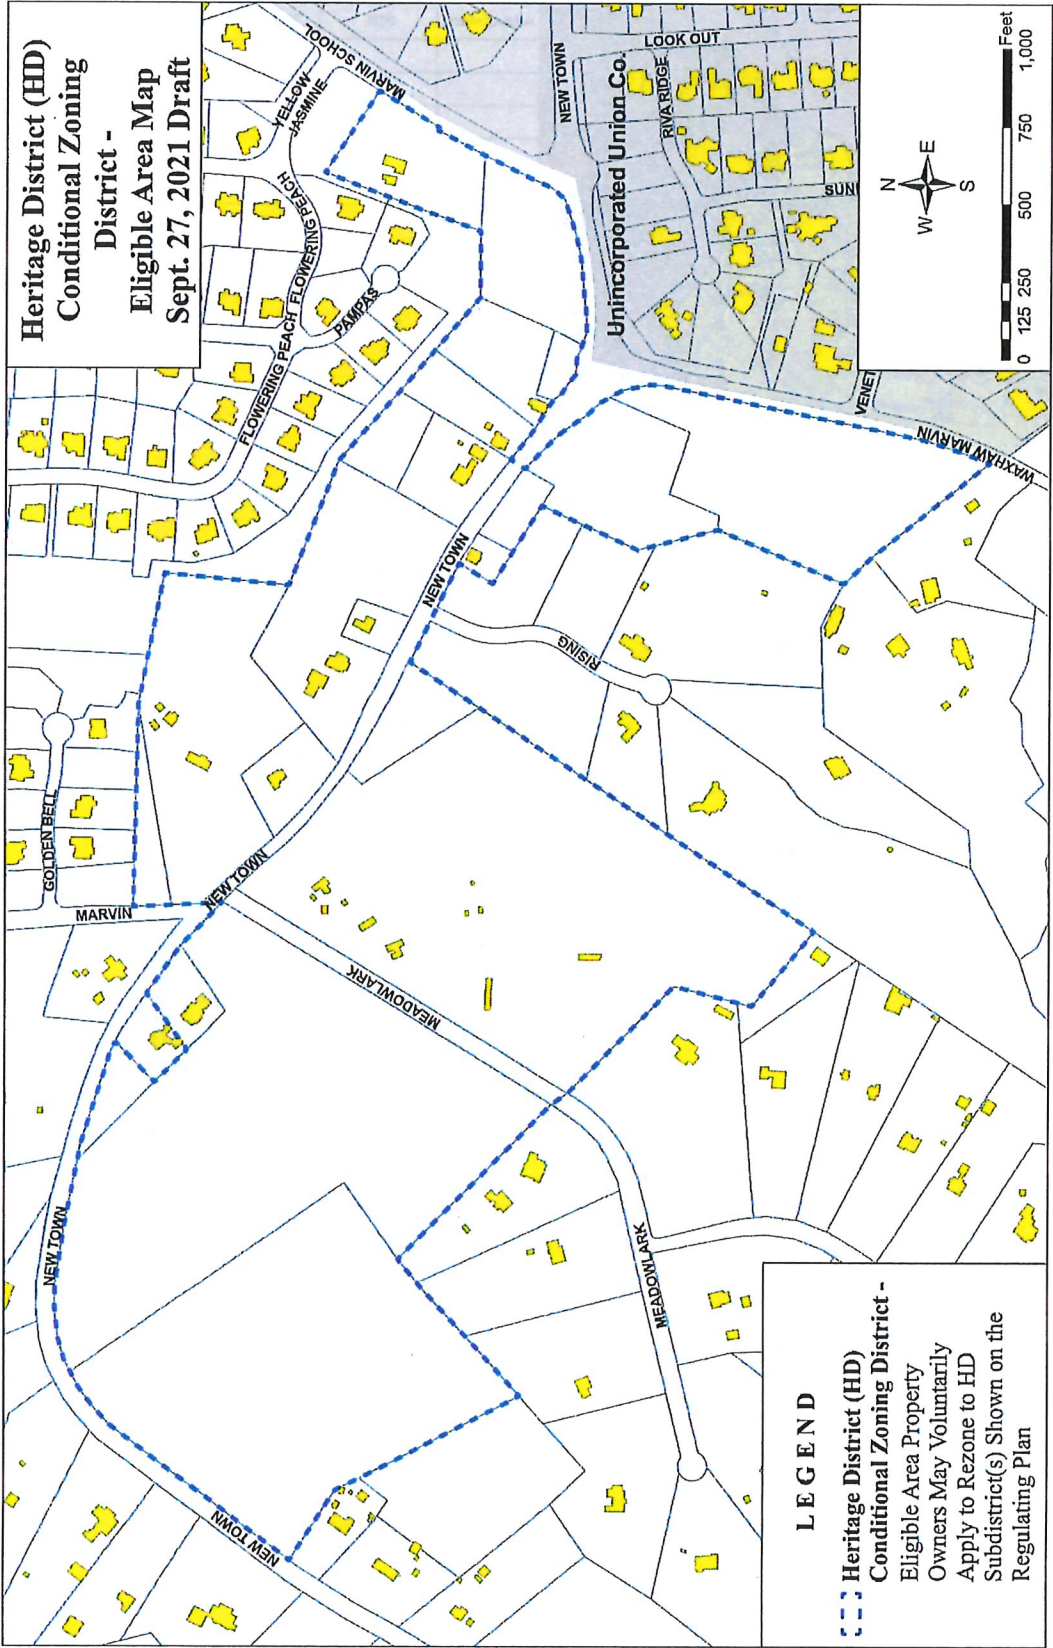 Heritage District (HD)
Conditional Zoning
District -
Eligible Area Map
Sept. 27, 2021 Draft
MARVIN SCHOOL
YELLOW
JASMINE
FLOWERING PEACH
FLOWERING PEACH
PAMPAS
FLOWERING PEACH
NEW TOWN
LOOK OUT
RIVA RIDGE
Unincorporated Union Co.
SUNN
VENET
WAXHAW MARVIN
N
W E
S
0 125 250 500 750 1,000
Feet
GOLDEN BELL
MARVIN
NEW TOWN
NEW TOWN
RISING
MEADOWLARK
NEW TOWN
NEW TOWN
MEADOWLARK
LEGEND
Heritage District (HD)
Conditional Zoning District -
Eligible Area Property
Owners May Voluntarily
Apply to Rezone to HD
Subdistrict(s) Shown on the
Regulating Plan